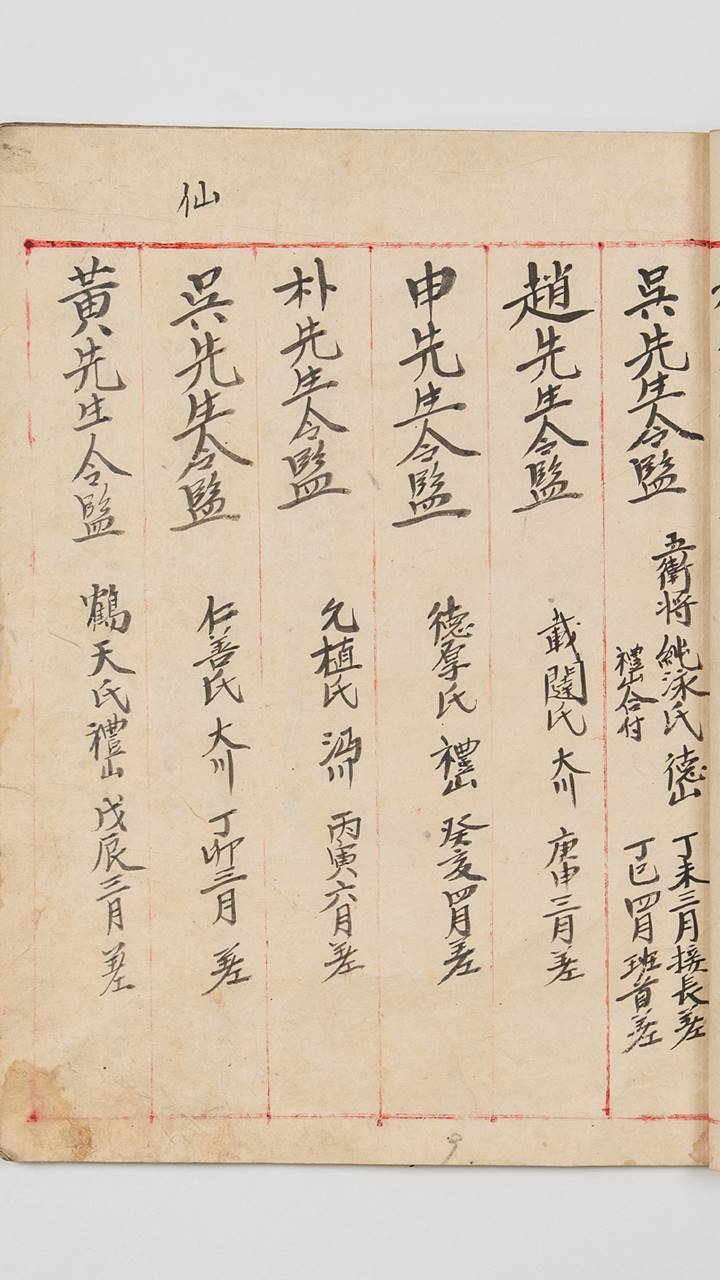 仙
吳先生令監 五衛將 純泳氏 德山 丁未三月接長差
禮山合付 丁巳四月班首差
趙先生令監 載閏氏 大川 庚申三月差
申先生令監 德厚氏 禮山 癸亥四月差
朴先生令監 允植氏 沔川 丙寅六月差
吳先生令監 仁善氏 大川 丁卯三月差
黃先生令監 鶴天氏 禮山 戊辰三月差
9